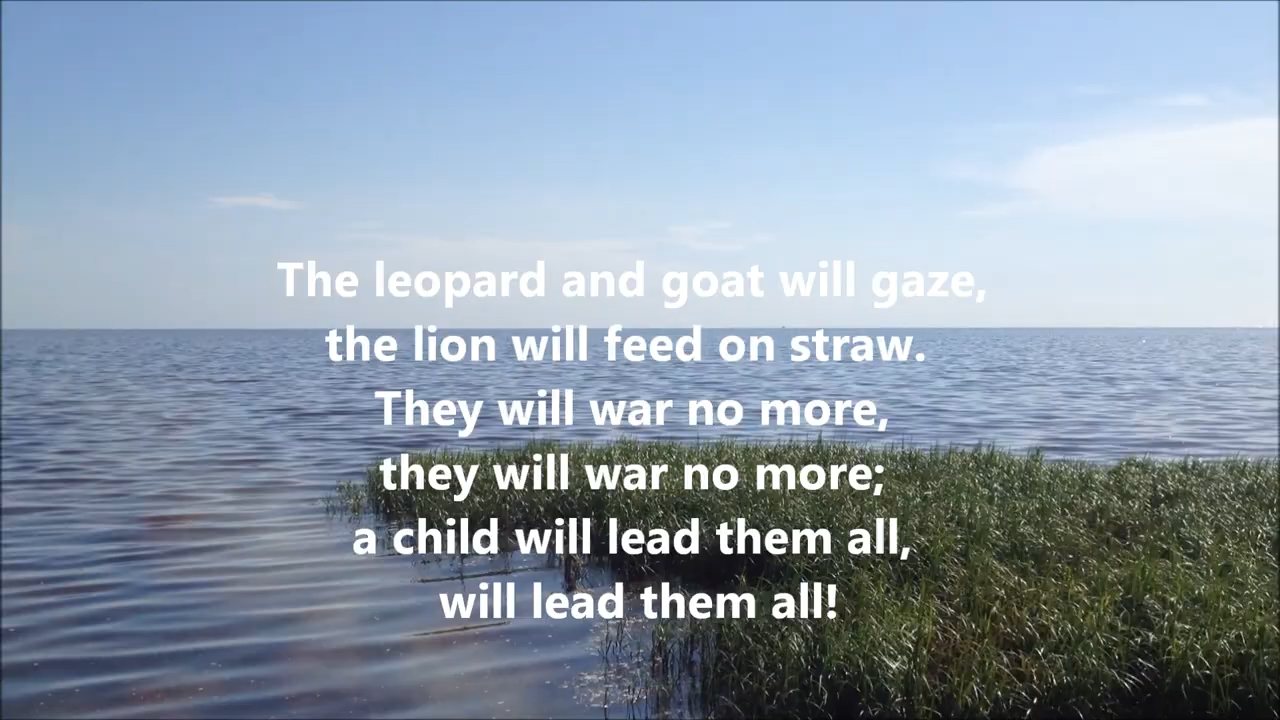 The leopard and goat will gaze,
the lion will feed on straw.
They will war no more,
they will war no more;
a child will lead them all,
will lead them all!